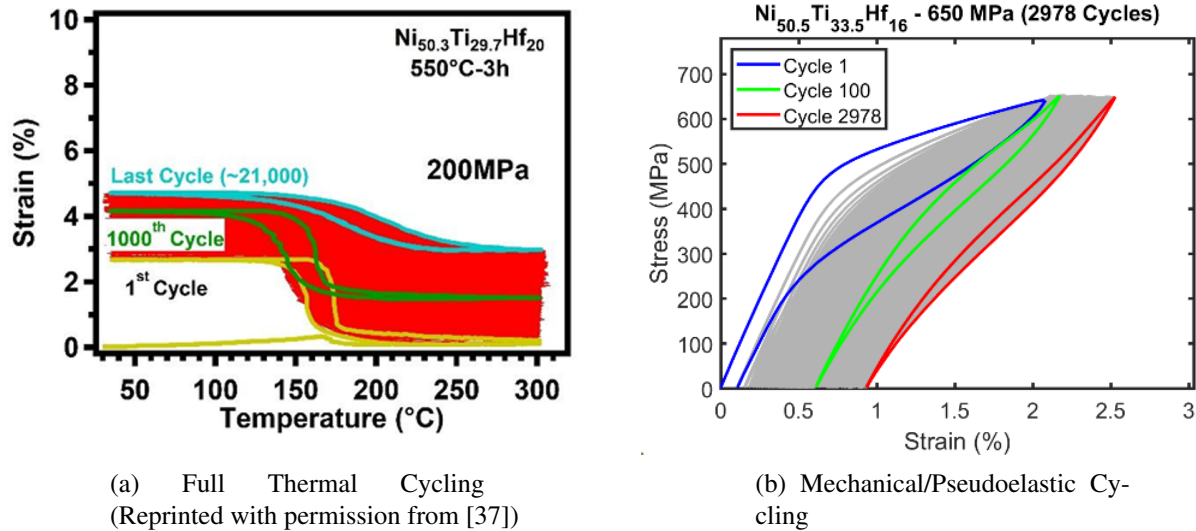 Ni50.3Ti29.7Hf20
550°C-3h
200MPa
Last Cycle (~21,000)
1000th Cycle
1st Cycle
Strain (%)
10
8
6
4
2
0
50 100 150 200 250 300
Temperature (°C)
(a) Full Thermal Cycling
(Reprinted with permission from [37])
Ni50.5Ti33.5Hf16 - 650 MPa (2978 Cycles)
Cycle 1
Cycle 100
Cycle 2978
Stress (MPa)
700
600
500
400
300
200
100
0
0 0.5 1 1.5 2 2.5 3
Strain (%)
(b) Mechanical/Pseudoelastic Cy-
cling